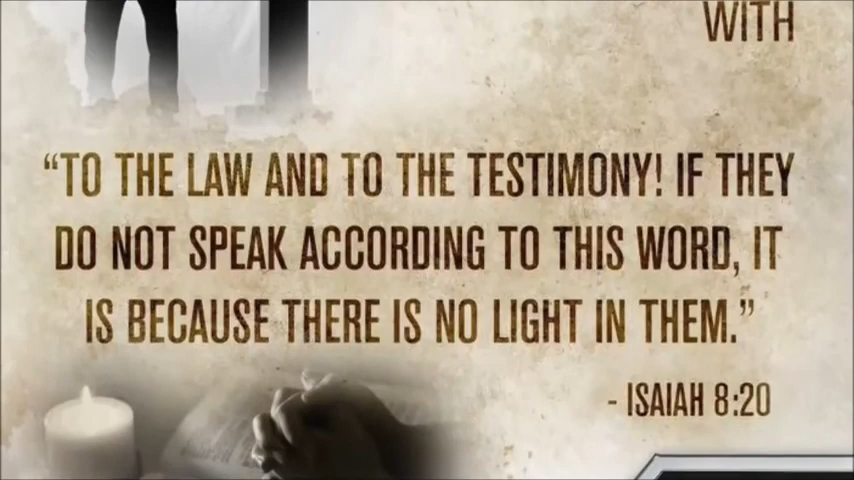 WITH
“TO THE LAW AND TO THE TESTIMONY! IF THEY
DO NOT SPEAK ACCORDING TO THIS WORD, IT
IS BECAUSE THERE IS NO LIGHT IN THEM.”
- ISAIAH 8:20